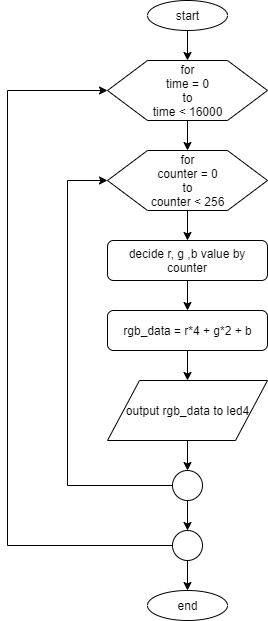 start
for
time = 0
to
time < 16000
for
counter = 0
to
counter < 256
decide r, g ,b value by
counter
rgb_data = r*4 + g*2 + b
output rgb_data to led4
end